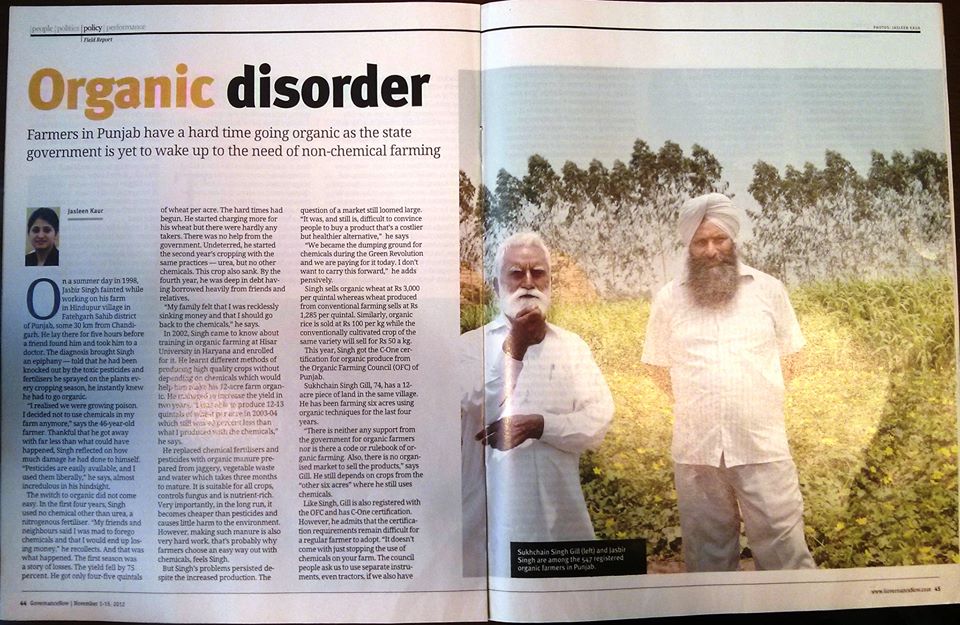 |people |politics |policy |performance
Field Report
PHOTOS: JASLEEN KAUR
Organic disorder
Farmers in Punjab have a hard time going organic as the state
government is yet to wake up to the need of non-chemical farming
Jasleen Kaur
On a summer day in 1998,
Jasbir Singh fainted while
working on his farm
in Hindupur village in
Fatehgarh Sahib district
of Punjab, some 30 km from Chandi-
garh. He lay there for five hours before
a friend found him and took him to a
doctor. The diagnosis brought Singh
an epiphany — told that he had been
knocked out by the toxic pesticides and
fertilisers he sprayed on the plants ev-
ery cropping season, he instantly knew
he had to go organic.
"I realised we were growing poison.
I decided not to use chemicals in my
farm anymore," says the 46-year-old
farmer. Thankful that he got away
with far less than what could have
happened, Singh reflected on how
much damage he had done to himself.
"Pesticides are easily available, and I
used them liberally," he says, almost
incredulous in his hindsight.
The switch to organic did not come
easy. In the first four years, Singh
used no chemical other than urea, a
nitrogenous fertiliser. "My friends and
neighbours said I was mad to forego
chemicals and that I would end up los-
ing money," he recollects. And that was
what happened. The first season was
a story of losses. The yield fell by 75
percent. He got only four-five quintals
of wheat per acre. The hard times had
begun. He started charging more for
his wheat but there were hardly any
takers. There was no help from the
government. Undeterred, he started
the second year's cropping with the
same practices — urea, but no other
chemicals. This crop also sank. By the
fourth year, he was deep in debt hav-
ing borrowed heavily from friends and
relatives.
"My family felt that I was recklessly
sinking money and that I should go
back to the chemicals," he says.
In 2002, Singh came to know about
training in organic farming at Hisar
University in Haryana and enrolled
for it. He learnt different methods of
producing high quality crops without
depending on chemicals which would
help him make his 12-acre farm organ-
ic. He managed to increase the yield in
two years. "I was able to produce 12-13
quintals of wheat per acre in 2003-04
which still was percent less than
what I produced with the chemicals,"
he says.
He replaced chemical fertilisers and
pesticides with organic manure pre-
pared from jaggery, vegetable waste
and water which takes three months
to mature. It is suitable for all crops,
controls fungus and is nutrient-rich.
Very importantly, in the long run, it
becomes cheaper than pesticides and
causes little harm to the environment.
However, making such manure is also
very hard work, that's probably why
farmers choose an easy way out with
chemicals, feels Singh.
But Singh's problems persisted de-
spite the increased production. The
question of a market still loomed large.
"It was, and still is, difficult to convince
people to buy a product that's a costlier
but healthier alternative," he says
"We became the dumping ground for
chemicals during the Green Revolution
and we are paying for it today. I don't
want to carry this forward," he adds
pensively.
Singh sells organic wheat at Rs 3,000
per quintal whereas wheat produced
from conventional farming sells at Rs
1,285 per quintal. Similarly, organic
rice is sold at Rs 100 per kg while the
conventionally cultivated crop of the
same variety will sell for Rs 50 a kg.
This year, Singh got the C-One cer-
tification for organic produce from the
Organic Farming Council (OFC) of
Punjab.
Sukhchain Singh Gill, 74, has a 12-
acre piece of land in the same village.
He has been farming six acres using
organic techniques for the last four
years.
"There is neither any support from
the government for organic farmers
nor is there a code or rulebook of or-
ganic farming. Also, there is no organ-
ised market to sell the products," says
Gill. He still depends on crops from the
"other six acres" where he still uses
chemicals.
Like Singh, Gill is also registered with
the OFC and has C-One certification.
However, he admits that the certifica-
tion requirements remain difficult for
a regular farmer to adopt. "It doesn't
come with just stopping the use of
chemicals on your farm. The council
people ask us to use separate instru-
ments, even tractors, if we also have
Sukhchain Singh Gill (left) and Jasbir
Singh are among the 547 registered
organic farmers in Punjab.
44 GovernanceNow | November 1-15, 2012
www.GovernanceNow.com 45